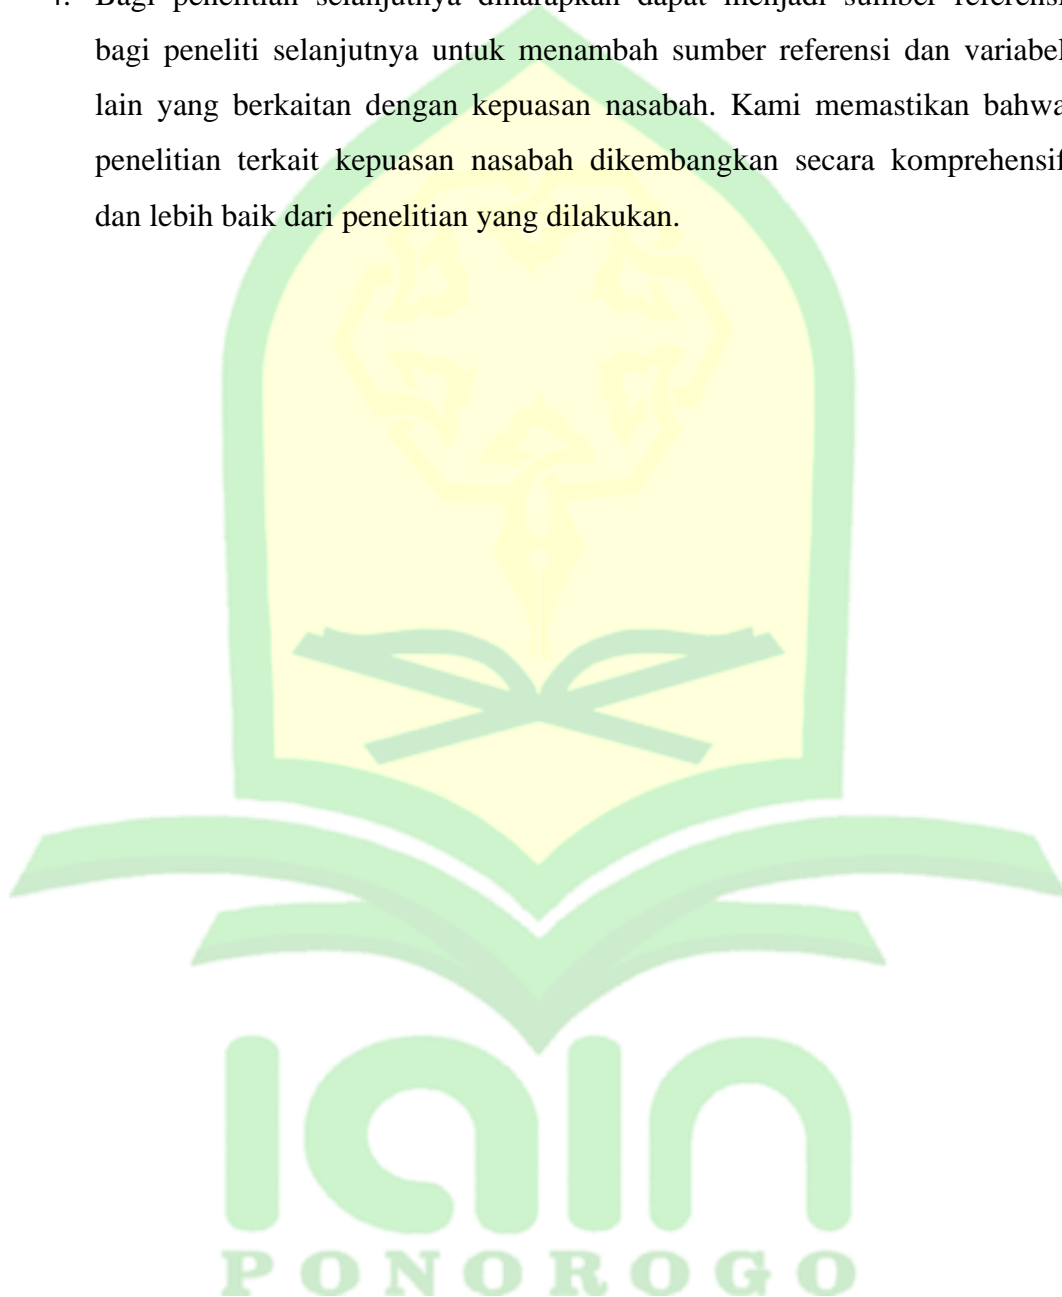 4. Bagi penelitian selanjutnya diharapkan dapat menjadi sumber referensi
bagi peneliti selanjutnya untuk menambah sumber referensi dan variabel
lain yang berkaitan dengan kepuasan nasabah. Kami memastikan bahwa
penelitian terkait kepuasan nasabah dikembangkan secara komprehensif
dan lebih baik dari penelitian yang dilakukan.
iain
PONOROGO